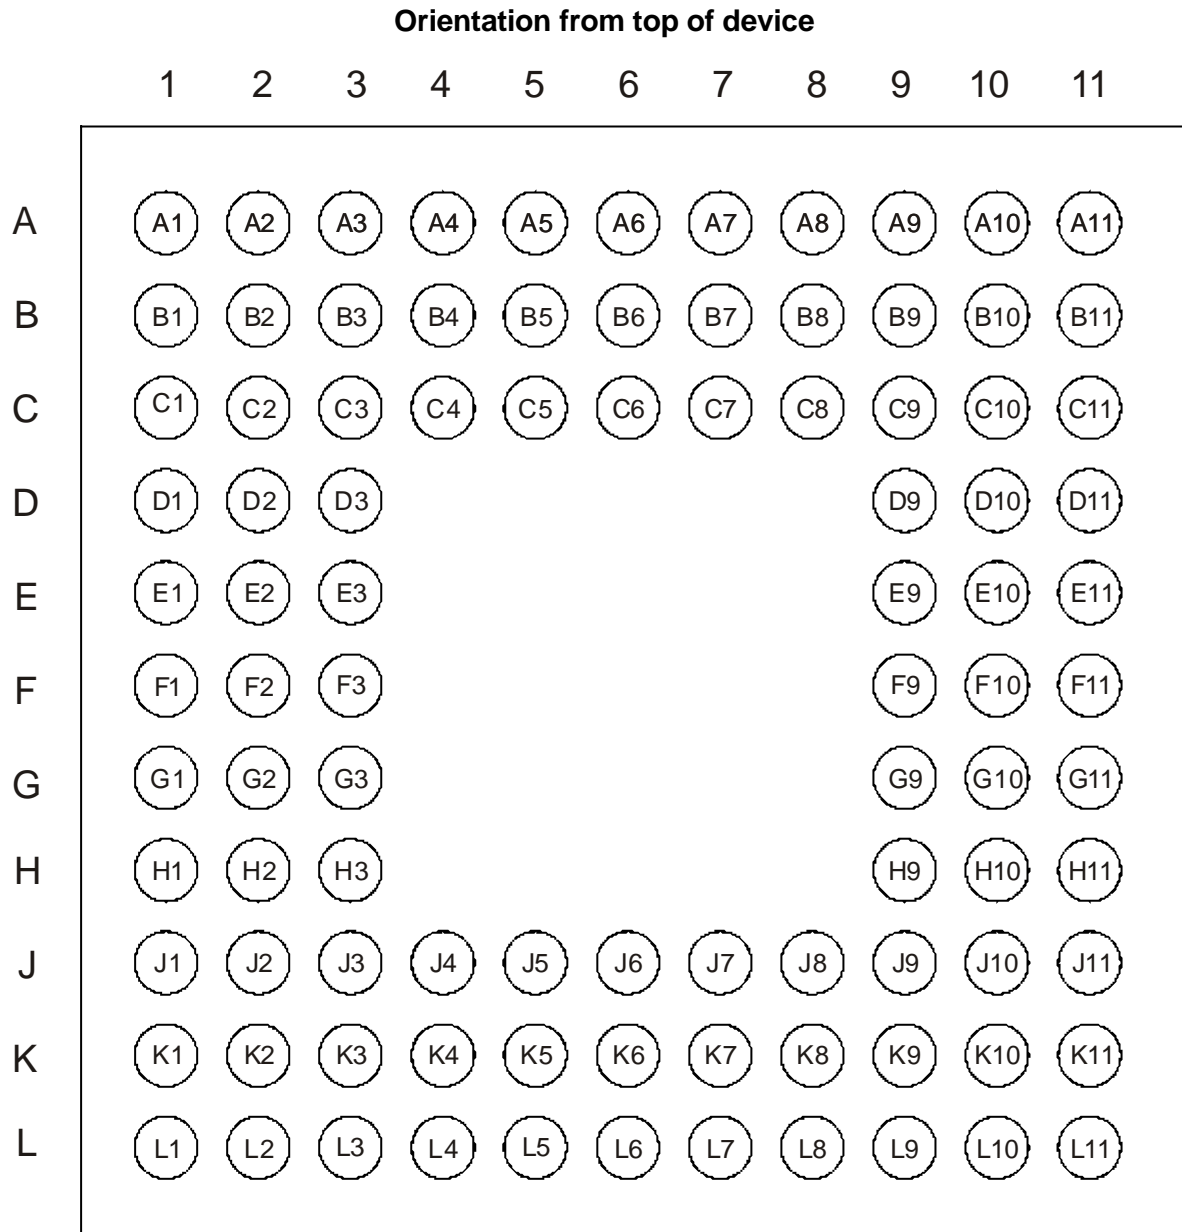 Orientation from top of device
1 2 3 4 5 6 7 8 9 10 11
A A1 A2 A3 A4 A5 A6 A7 A8 A9 A10 A11
B B1 B2 B3 B4 B5 B6 B7 B8 B9 B10 B11
C C1 C2 C3 C4 C5 C6 C7 C8 C9 C10 C11
D D1 D2 D3 D9 D10 D11
E E1 E2 E3 E9 E10 E11
F F1 F2 F3 F9 F10 F11
G G1 G2 G3 G9 G10 G11
H H1 H2 H3 H9 H10 H11
J J1 J2 J3 J4 J5 J6 J7 J8 J9 J10 J11
K K1 K2 K3 K4 K5 K6 K7 K8 K9 K10 K11
L L1 L2 L3 L4 L5 L6 L7 L8 L9 L10 L11